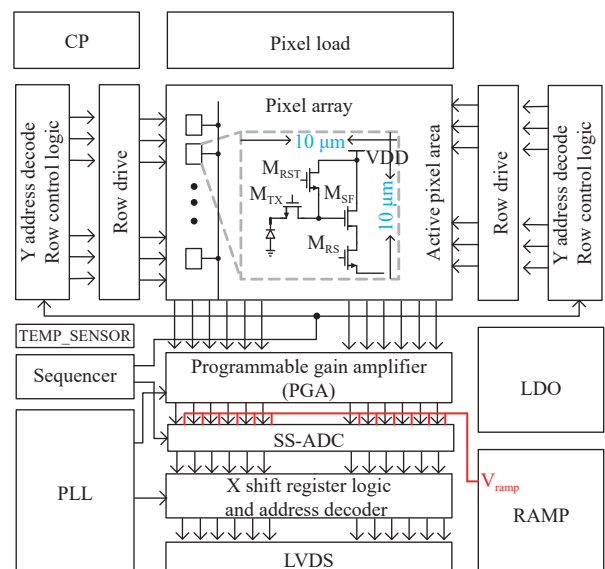 CP
Pixel load
Y address decode
Row control logic
Row drive
Pixel array
10 μm
VDD
M_RST
M_TX
M_SF
M_RS
10 μm
Active pixel area
Row drive
Y address decode
Row control logic
TEMP_SENSOR
Sequencer
Programmable gain amplifier
(PGA)
LDO
SS-ADC
PLL
X shift register logic
and address decoder
V_ramp
RAMP
LVDS